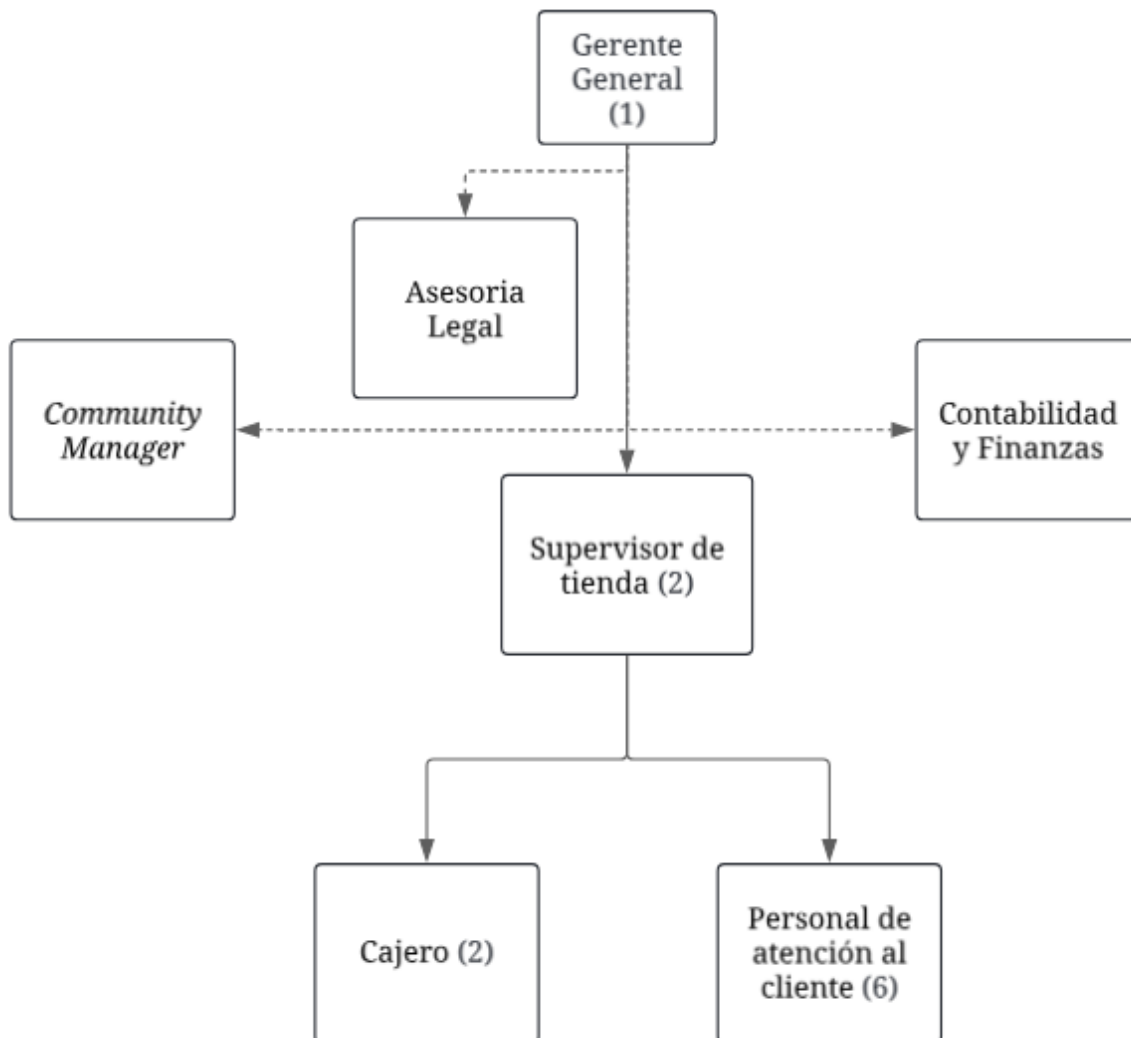 Gerente
General
(1)
Asesoria
Legal
Community
Manager
Contabilidad
y Finanzas
Supervisor de
tienda (2)
Cajero (2)
Personal de
atención al
cliente (6)